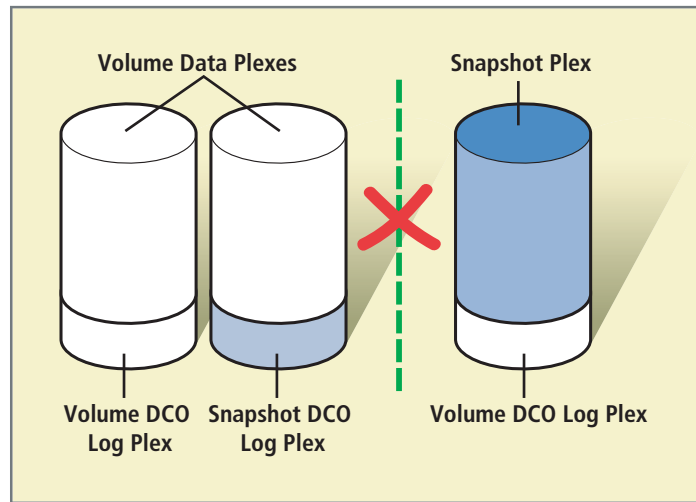 Volume Data Plexes
Snapshot Plex
Volume DCO
Log Plex
Snapshot DCO
Log Plex
Volume DCO Log Plex